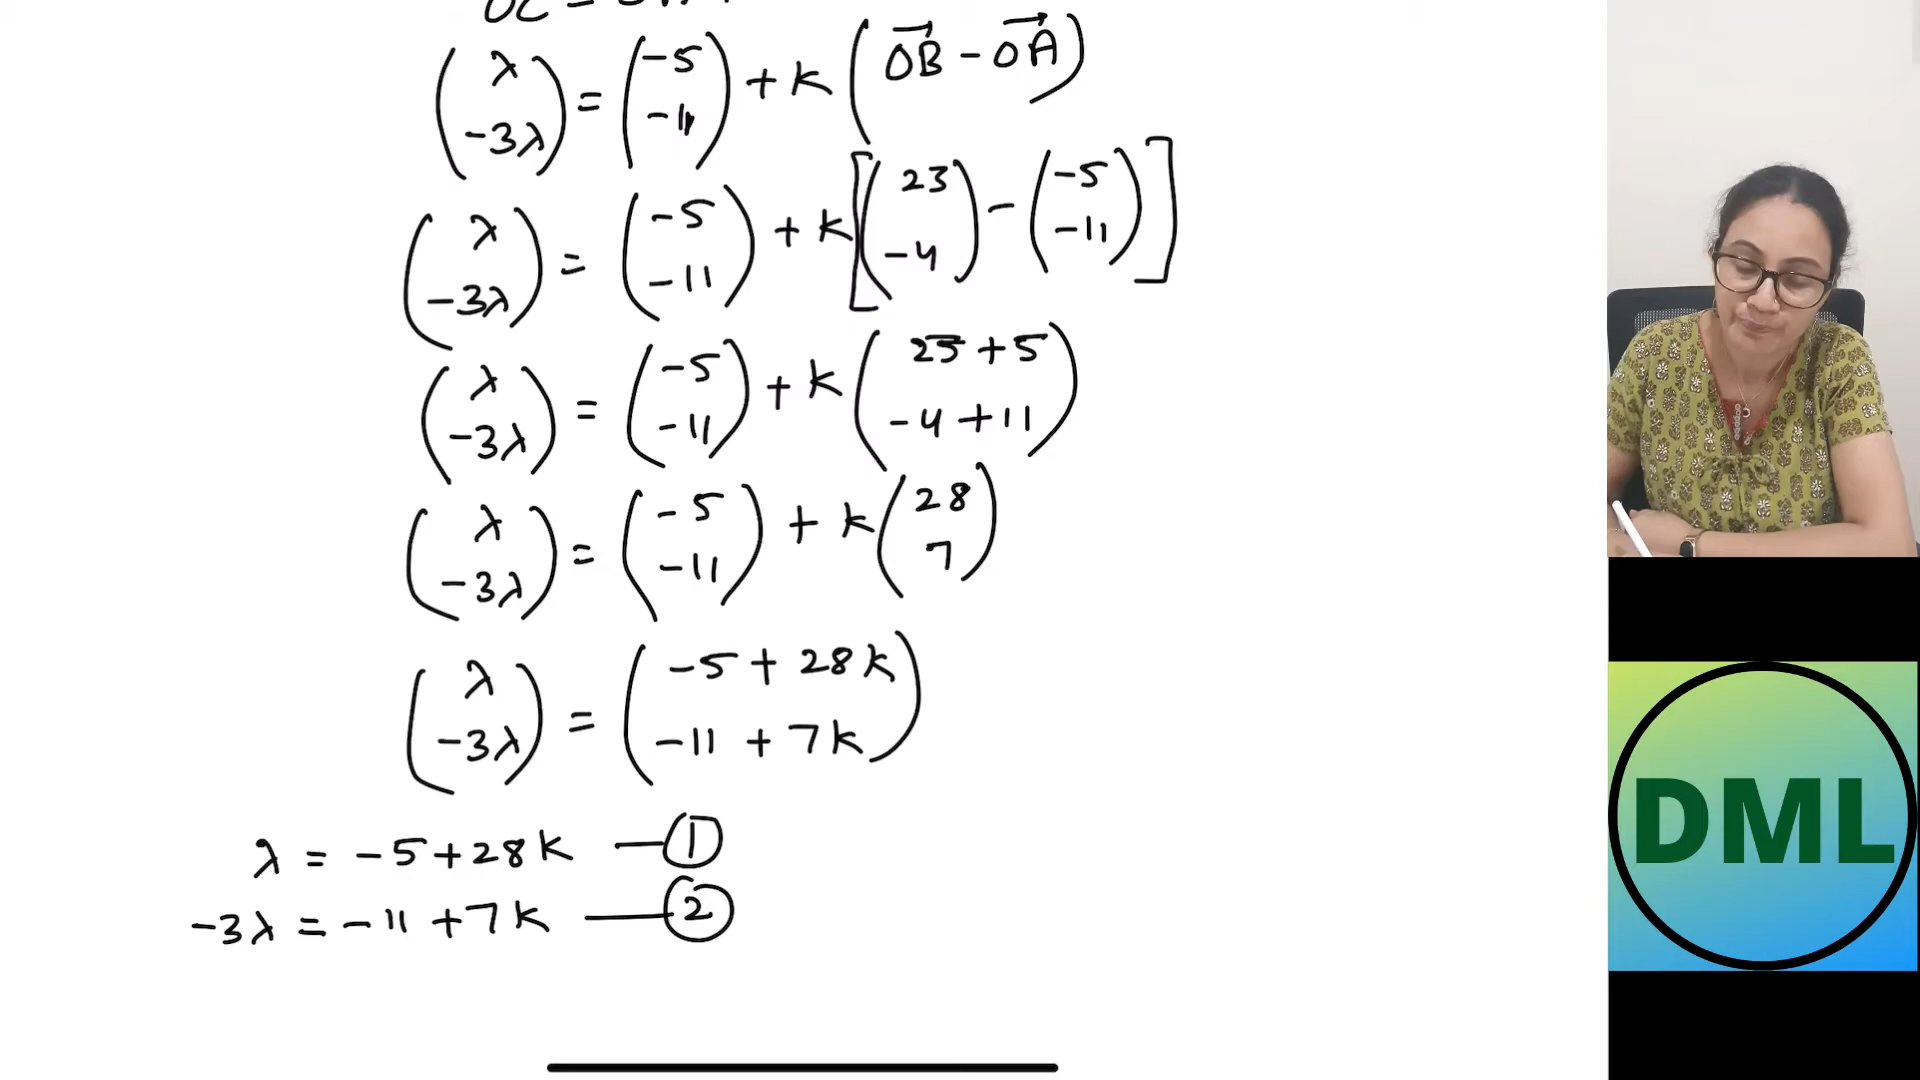 OC =
(λ -3λ) = (-5 -11) + k (OB - OA)
(λ -3λ) = (-5 -11) + k [(23 -4) - (-5 -11)]
(λ -3λ) = (-5 -11) + k (23 + 5 -4 + 11)
(λ -3λ) = (-5 -11) + k (28 7)
(λ -3λ) = (-5 + 28k -11 + 7k)
λ = -5 + 28k — ①
-3λ = -11 + 7k — ②
DML